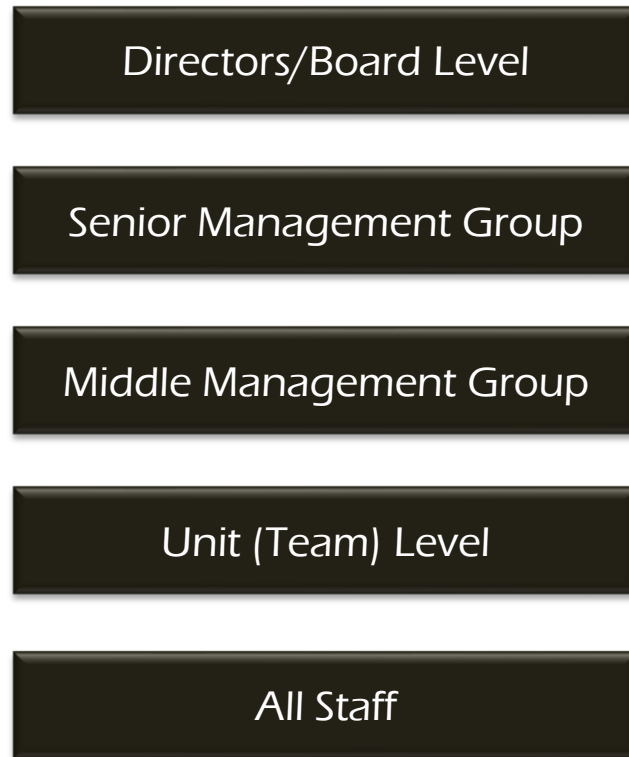 Directors/Board Level
Senior Management Group
Middle Management Group
Unit (Team) Level
All Staff